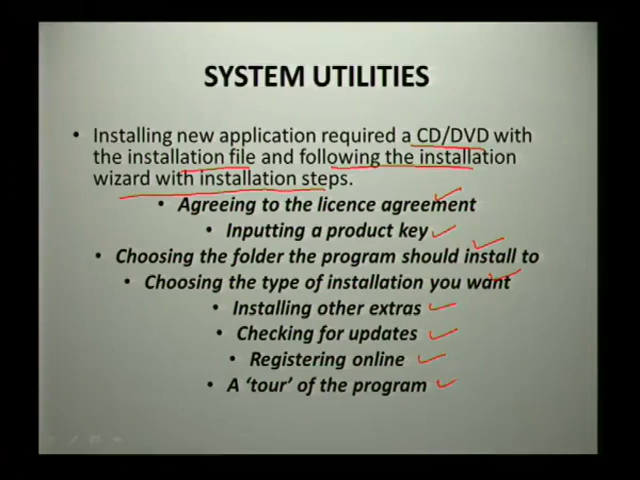 SYSTEM UTILITIES
• Installing new application required a CD/DVD with
the installation file and following the installation
wizard with installation steps.
• Agreeing to the licence agreement
• Inputting a product key
• Choosing the folder the program should install to
• Choosing the type of installation you want
• Installing other extras
• Checking for updates
• Registering online
• A ‘tour’ of the program